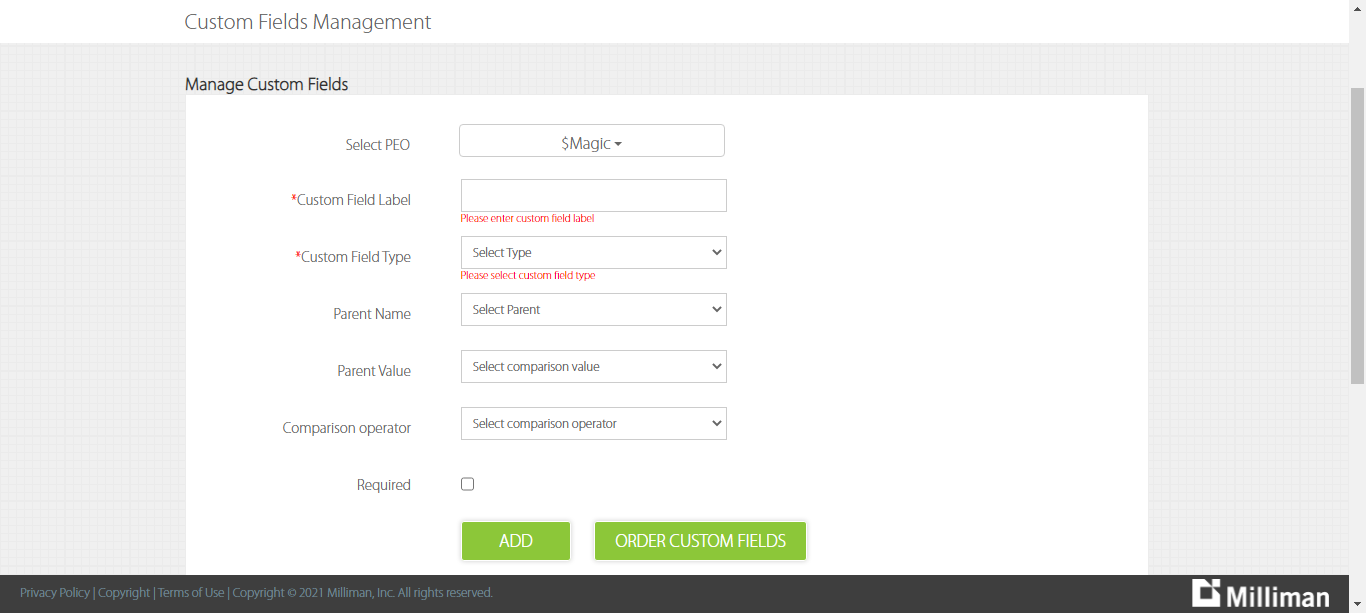 Custom Fields Management
Manage Custom Fields
Select PEO
$Magic
*Custom Field Label
Please enter custom field label
*Custom Field Type
Select Type
Please select custom field type
Parent Name
Select Parent
Parent Value
Select comparison value
Comparison operator
Select comparison operator
Required
ADD
ORDER CUSTOM FIELDS
Privacy Policy | Copyright | Terms of Use | Copyright © 2021 Milliman, Inc. All rights reserved.
Milliman